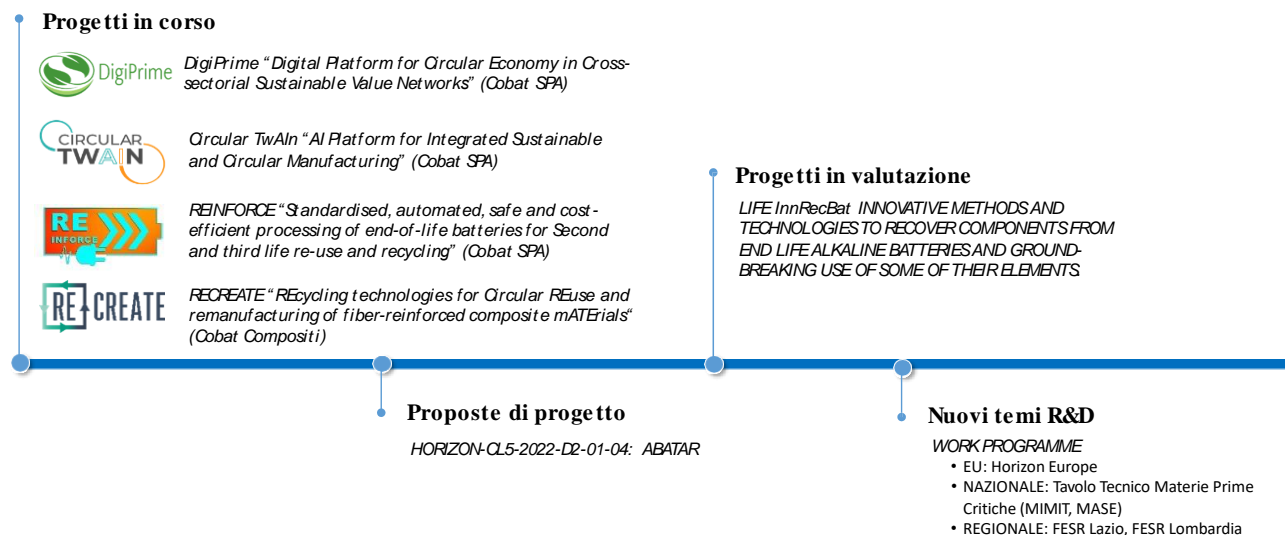 Progetti in corso
DigiPrime
DigiPrime “Digital Platform for Circular Economy in Cross-
sectorial Sustainable Value Networks” (Cobat SPA)
CIRCULAR
TWAIN
Circular TwAIn “AI Platform for Integrated Sustainable
and Circular Manufacturing” (Cobat SPA)
RE
INFORCE
REINFORCE “Standardised, automated, safe and cost-
efficient processing of end-of-life batteries for Second
and third life re-use and recycling” (Cobat SPA)
RE CREATE
RECREATE “REcycling technologies for Circular REuse and
remanufacturing of fiber-reinforced composite mATErials“
(Cobat Compositi)
Progetti in valutazione
LIFE InnRecBat INNOVATIVE METHODS AND
TECHNOLOGIES TO RECOVER COMPONENTS FROM
END LIFE ALKALINE BATTERIES AND GROUND-
BREAKING USE OF SOME OF THEIR ELEMENTS.
Proposte di progetto
HORIZON-CL5-2022-D2-01-04: ABATAR
Nuovi temi R&D
WORK PROGRAMME
• EU: Horizon Europe
• NAZIONALE: Tavolo Tecnico Materie Prime
Critiche (MIMIT, MASE)
• REGIONALE: FESR Lazio, FESR Lombardia